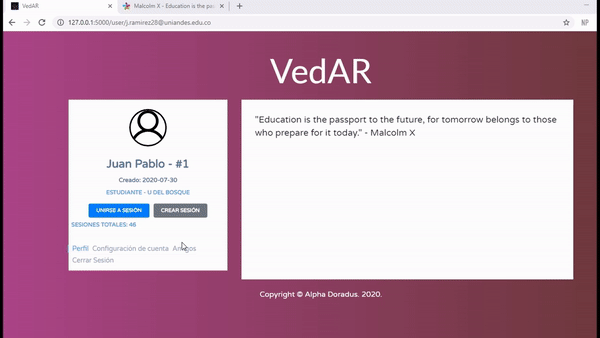 VedAR
Malcolm X - Education is the pas
127.0.0.1:5000/user/j.ramirez28@uniandes.edu.co
NP
VedAR
Juan Pablo - #1
Creado: 2020-07-30
ESTUDIANTE - U DEL BOSQUE
UNIRSE A SESIÓN
CREAR SESIÓN
SESIONES TOTALES: 46
Perfil Configuración de cuenta Amigos
Cerrar Sesión
"Education is the passport to the future, for tomorrow belongs to those
who prepare for it today." - Malcolm X
Copyright © Alpha Doradus. 2020.